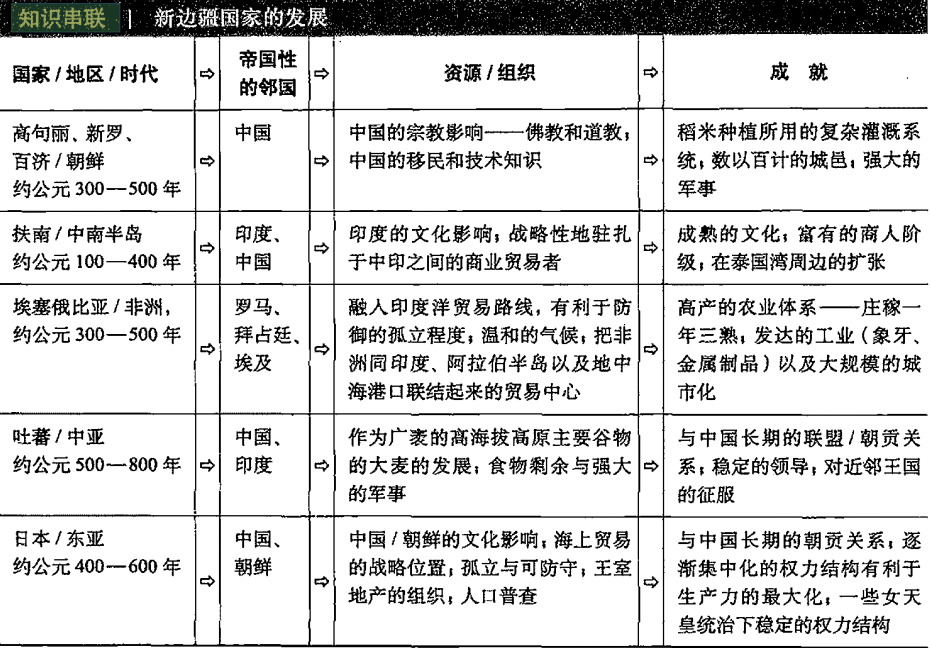 知识串联 | 新边疆国家的发展
国家/地区/时代 ⇨ 帝国性的邻国 ⇨ 资源/组织 ⇨ 成 就
高句丽、新罗、
百济/朝鲜
约公元 300—500 年
⇨
中国
⇨
中国的宗教影响——佛教和道教；
中国的移民和技术知识
⇨
稻米种植所用的复杂灌溉系
统；数以百计的城邑；强大的
军事
扶南/中南半岛
约公元 100—400 年
⇨
印度、
中国
⇨
印度的文化影响；战略性地驻扎
于中印之间的商业贸易者
⇨
成熟的文化；富有的商人阶
级；在泰国湾周边的扩张
埃塞俄比亚/非洲，
约公元 300—500 年
⇨
罗马、
拜占廷、
埃及
⇨
融入印度洋贸易路线，有利于防
御的孤立程度；温和的气候；把非
洲同印度、阿拉伯半岛以及地中
海港口联结起来的贸易中心
⇨
高产的农业体系——庄稼一
年三熟；发达的工业（象牙、
金属制品）以及大规模的城
市化
吐蕃/中亚
约公元 500—800 年
⇨
中国、
印度
⇨
作为广袤的高海拔高原主要谷物
的大麦的发展；食物剩余与强大
的军事
⇨
与中国长期的联盟/朝贡关
系；稳定的领导；对近邻王国
的征服
日本/东亚
约公元 400—600 年
⇨
中国、
朝鲜
⇨
中国/朝鲜的文化影响；海上贸易
的战略位置；孤立与可防守；王室
地产的组织；人口普查
⇨
与中国长期的朝贡关系；逐
渐集中化的权力结构有利于
生产力的最大化；一些女天
皇统治下稳定的权力结构